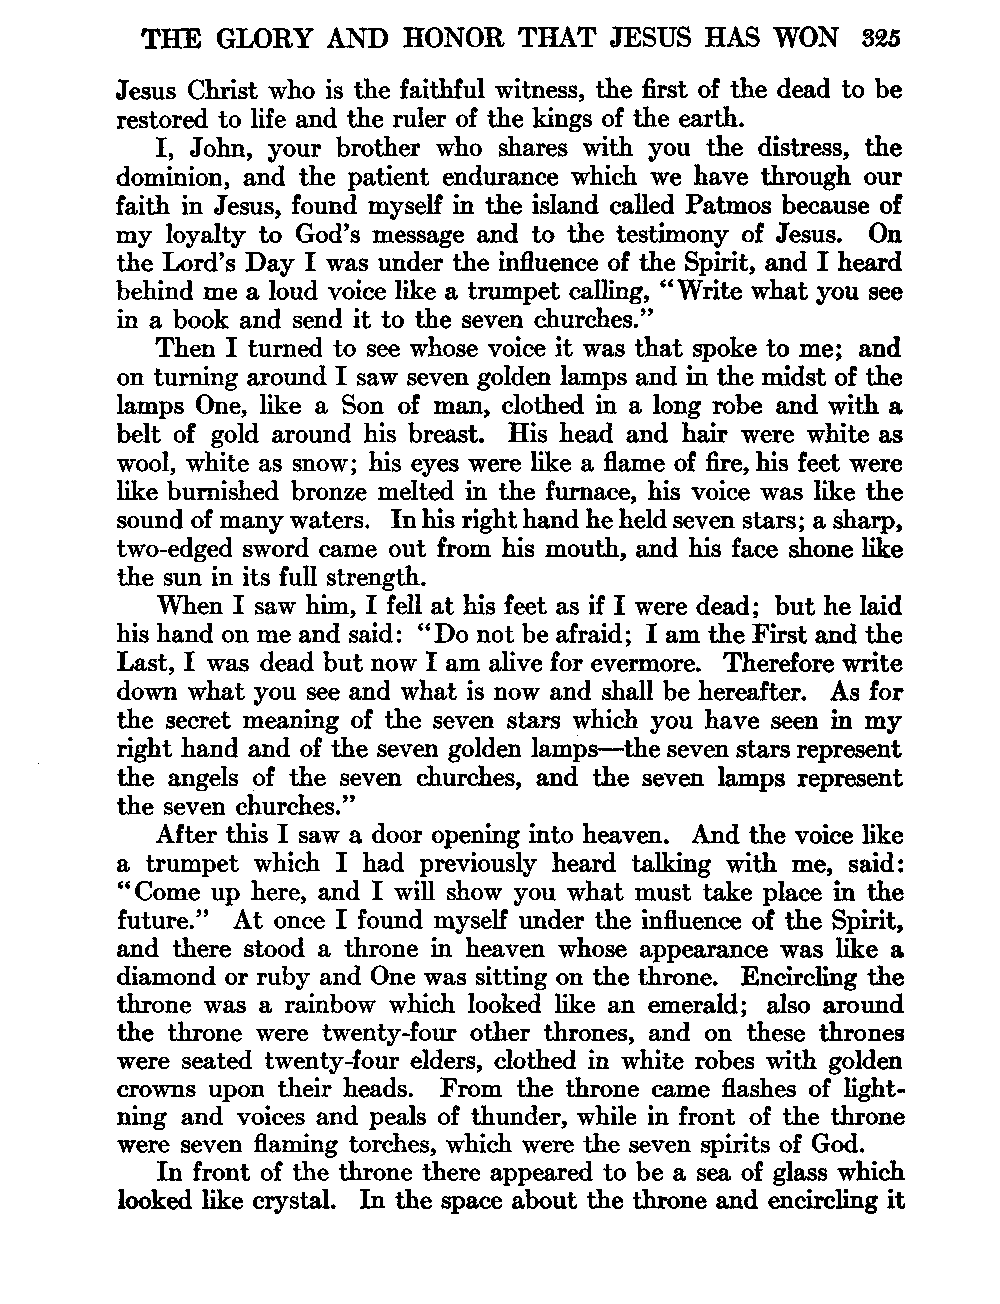 THE GLORY AND HONOR THAT JESUS HAS WON 325
Jesus Christ who is the faithful witness, the first of the dead to be
restored to life and the ruler of the kings of the earth.
I, John, your brother who shares with you the distress, the
dominion, and the patient endurance which we have through our
faith in Jesus, found myself in the island called Patmos because of
my loyalty to God's message and to the testimony of Jesus. On
the Lord's Day I was under the influence of the Spirit, and I heard
behind me a loud voice like a trumpet calling, “Write what you see
in a book and send it to the seven churches.”
Then I turned to see whose voice it was that spoke to me; and
on turning around I saw seven golden lamps and in the midst of the
lamps One, like a Son of man, clothed in a long robe and with a
belt of gold around his breast. His head and hair were white as
wool, white as snow; his eyes were like a flame of fire, his feet were
like burnished bronze melted in the furnace, his voice was like the
sound of many waters. In his right hand he held seven stars; a sharp,
two-edged sword came out from his mouth, and his face shone like
the sun in its full strength.
When I saw him, I fell at his feet as if I were dead; but he laid
his hand on me and said: “Do not be afraid; I am the First and the
Last, I was dead but now I am alive for evermore. Therefore write
down what you see and what is now and shall be hereafter. As for
the secret meaning of the seven stars which you have seen in my
right hand and of the seven golden lamps—the seven stars represent
the angels of the seven churches, and the seven lamps represent
the seven churches.”
After this I saw a door opening into heaven. And the voice like
a trumpet which I had previously heard talking with me, said:
“Come up here, and I will show you what must take place in the
future.” At once I found myself under the influence of the Spirit,
and there stood a throne in heaven whose appearance was like a
diamond or ruby and One was sitting on the throne. Encircling the
throne was a rainbow which looked like an emerald; also around
the throne were twenty-four other thrones, and on these thrones
were seated twenty-four elders, clothed in white robes with golden
crowns upon their heads. From the throne came flashes of light-
ning and voices and peals of thunder, while in front of the throne
were seven flaming torches, which were the seven spirits of God.
In front of the throne there appeared to be a sea of glass which
looked like crystal. In the space about the throne and encircling it